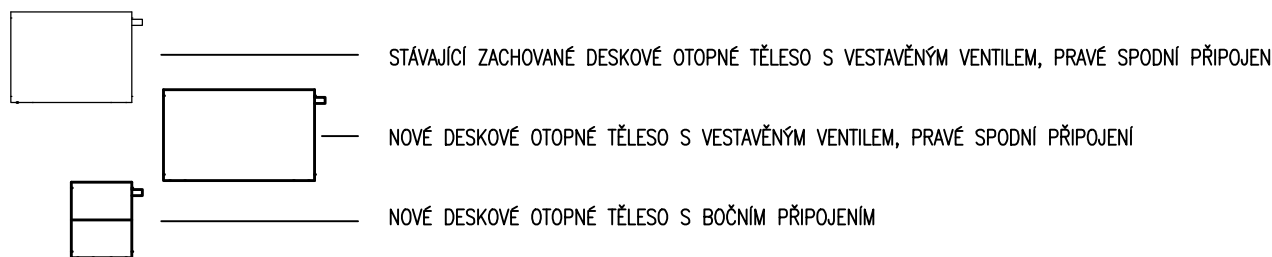 STÁVAJÍCÍ ZACHOVANÉ DESKOVÉ OTOPNÉ TĚLESO S VESTAVĚNÝM VENTILEM, PRAVÉ SPODNÍ PŘIPOJEN
NOVÉ DESKOVÉ OTOPNÉ TĚLESO S VESTAVĚNÝM VENTILEM, PRAVÉ SPODNÍ PŘIPOJENÍ
NOVÉ DESKOVÉ OTOPNÉ TĚLESO S BOČNÍM PŘIPOJENÍM